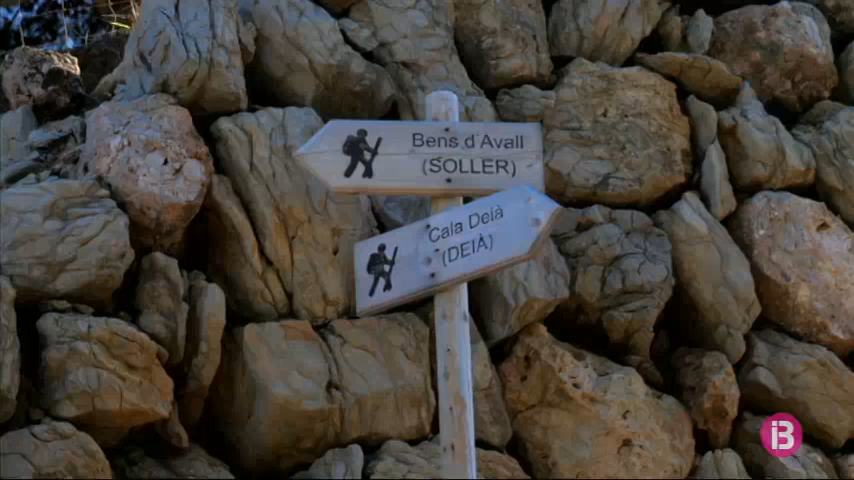 Bens d'Avall
(SOLLER)
Cala Deià
(DEIÀ)
IB